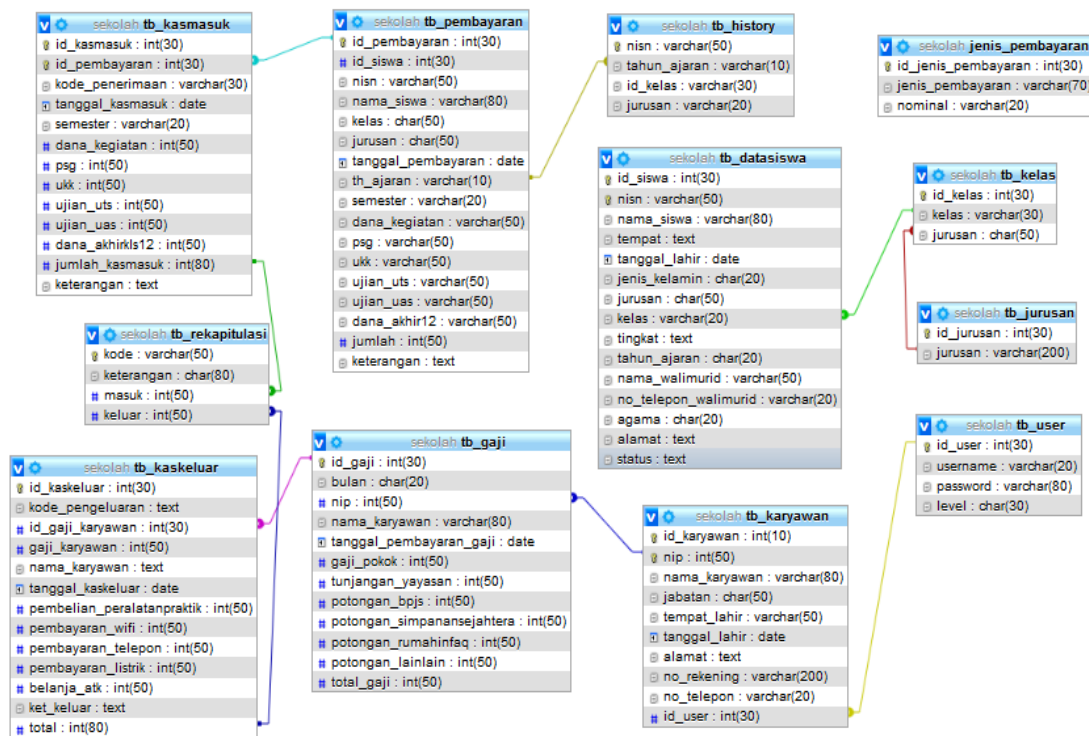 sekolah tb_kasmasuk
id_kasmasuk : int(30)
id_pembayaran : int(30)
kode_penerimaan : varchar(30)
tanggal_kasmasuk : date
semester : varchar(20)
dana_kegiatan : int(50)
psg : int(50)
ukk : int(50)
ujian_uts : int(50)
ujian_uas : int(50)
dana_akhirkls12 : int(50)
jumlah_kasmasuk : int(80)
keterangan : text
sekolah tb_pembayaran
id_pembayaran : int(30)
id_siswa : int(30)
nisn : varchar(50)
nama_siswa : varchar(80)
kelas : char(50)
jurusan : char(50)
tanggal_pembayaran : date
th_ajaran : varchar(10)
semester : varchar(20)
dana_kegiatan : varchar(50)
psg : varchar(50)
ukk : varchar(50)
ujian_uts : varchar(50)
ujian_uas : varchar(50)
dana_akhir12 : varchar(50)
jumlah : int(50)
keterangan : text
sekolah tb_history
nisn : varchar(50)
tahun_ajaran : varchar(10)
id_kelas : varchar(30)
jurusan : varchar(20)
sekolah jenis_pembayaran
id_jenis_pembayaran : int(30)
jenis_pembayaran : varchar(70)
nominal : varchar(20)
sekolah tb_datasiswa
id_siswa : int(30)
nisn : varchar(50)
nama_siswa : varchar(80)
tempat : text
tanggal_lahir : date
jenis_kelamin : char(20)
jurusan : char(50)
kelas : varchar(20)
tingkat : text
tahun_ajaran : char(20)
nama_walimurid : varchar(50)
no_telepon_walimurid : varchar(20)
agama : char(20)
alamat : text
status : text
sekolah tb_kelas
id_kelas : int(30)
kelas : varchar(30)
jurusan : char(50)
sekolah tb_jurusan
id_jurusan : int(30)
jurusan : varchar(200)
sekolah tb_rekapitulasi
kode : varchar(50)
keterangan : char(80)
masuk : int(50)
keluar : int(50)
sekolah tb_kaskeluar
id_kaskeluar : int(30)
kode_pengeluaran : text
id_gaji_karyawan : int(30)
gaji_karyawan : int(50)
nama_karyawan : text
tanggal_kaskeluar : date
pembelian_peralatanpraktik : int(50)
pembayaran_wifi : int(50)
pembayaran_telepon : int(50)
pembayaran_listrik : int(50)
belanja_atk : int(50)
ket_keluar : text
total : int(80)
sekolah tb_gaji
id_gaji : int(30)
bulan : char(20)
nip : int(50)
nama_karyawan : varchar(80)
tanggal_pembayaran_gaji : date
gaji_pokok : int(50)
tunjangan_yayasan : int(50)
potongan_bpjs : int(50)
potongan_simpanansejahtera : int(50)
potongan_rumahinfaq : int(50)
potongan_lainlain : int(50)
total_gaji : int(50)
sekolah tb_karyawan
id_karyawan : int(10)
nip : int(50)
nama_karyawan : varchar(80)
jabatan : char(50)
tempat_lahir : varchar(50)
tanggal_lahir : date
alamat : text
no_rekening : varchar(200)
no_telepon : varchar(20)
id_user : int(30)
sekolah tb_user
id_user : int(30)
username : varchar(20)
password : varchar(80)
level : char(30)